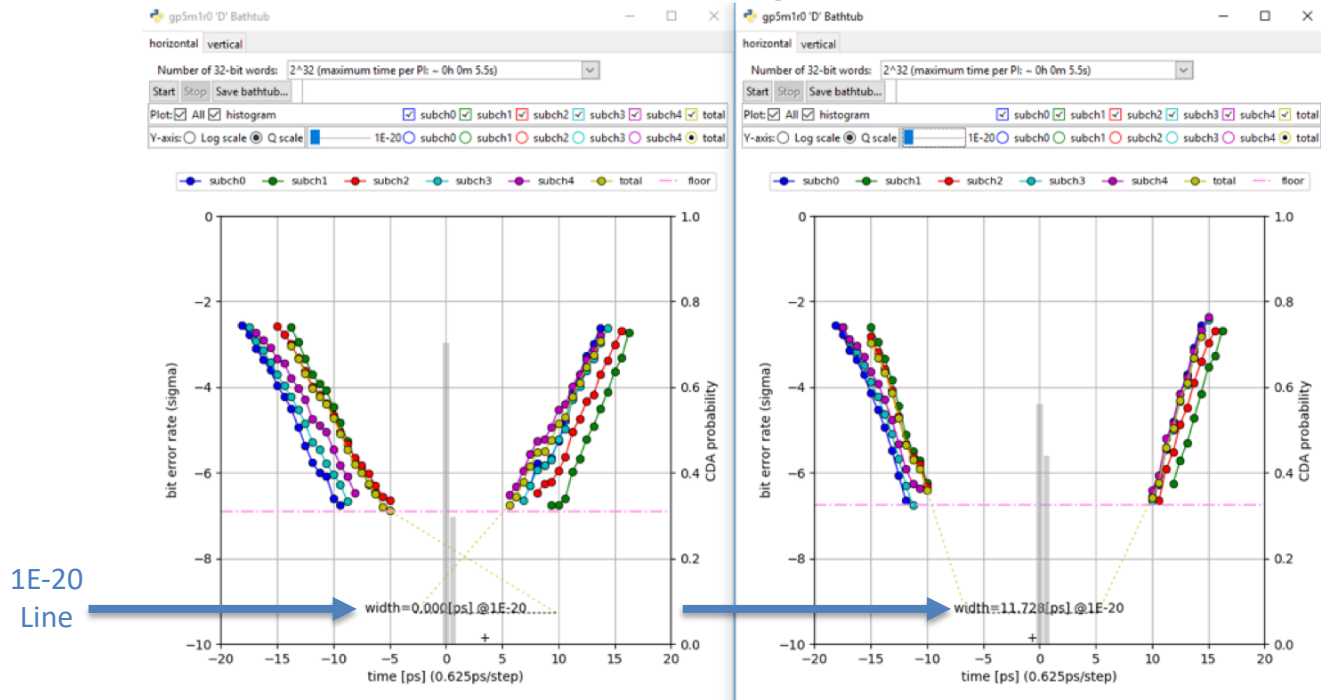 gp5m1r0 'D' Bathtub
horizontal vertical
Number of 32-bit words: 2^32 (maximum time per PI: ~ 0h 0m 5.5s)
Start Stop Save bathtub...
Plot: All histogram subch0 subch1 subch2 subch3 subch4 total
Y-axis: Log scale Q scale 1E-20 subch0 subch1 subch2 subch3 subch4 total
subch0 subch1 subch2 subch3 subch4 total floor
0
−2
−4
−6
−8
−10
bit error rate (sigma)
1.0
0.8
0.6
0.4
0.2
0.0
CDA probability
width=0.000[ps] @1E-20
−20 −15 −10 −5 0 5 10 15 20
time [ps] (0.625ps/step)
1E-20
Line
gp5m1r0 'D' Bathtub
horizontal vertical
Number of 32-bit words: 2^32 (maximum time per PI: ~ 0h 0m 5.5s)
Start Stop Save bathtub...
Plot: All histogram subch0 subch1 subch2 subch3 subch4 total
Y-axis: Log scale Q scale 1E-20 subch0 subch1 subch2 subch3 subch4 total
subch0 subch1 subch2 subch3 subch4 total floor
0
−2
−4
−6
−8
−10
bit error rate (sigma)
1.0
0.8
0.6
0.4
0.2
0.0
CDA probability
width=11.728[ps] @1E-20
−20 −15 −10 −5 0 5 10 15 20
time [ps] (0.625ps/step)